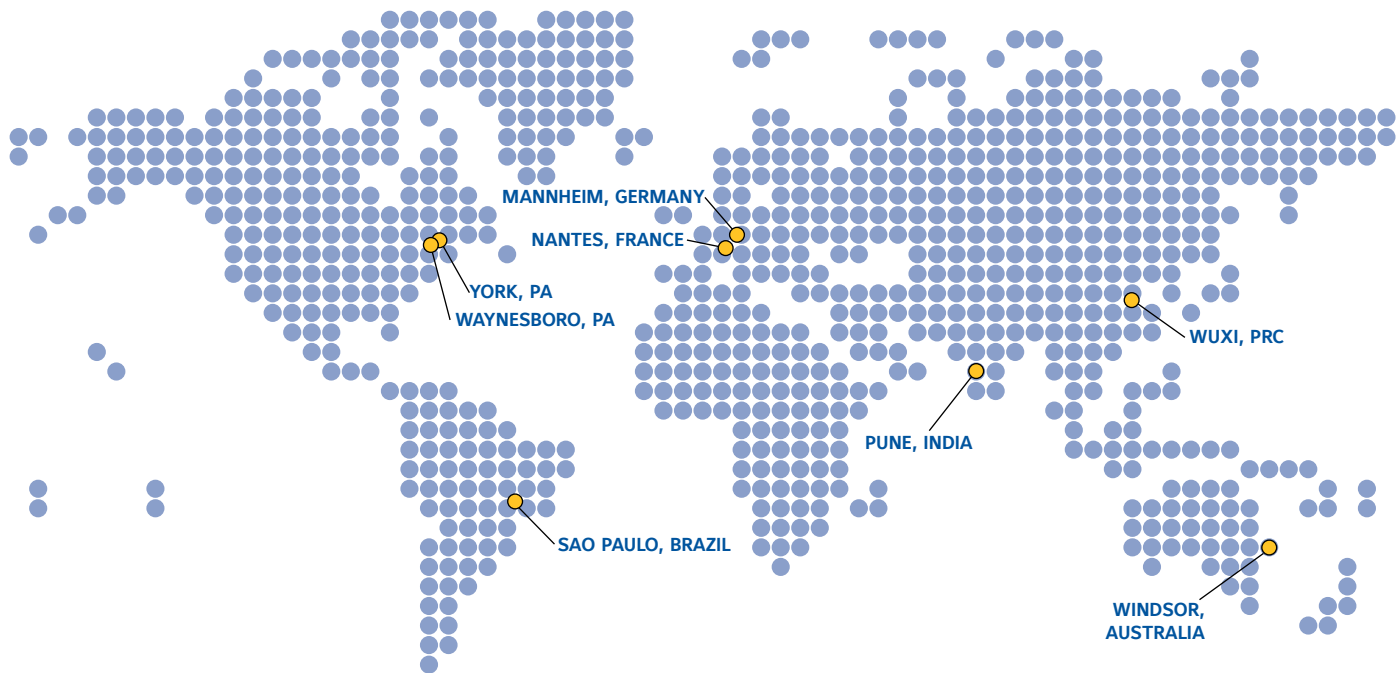 MANNHEIM, GERMANY
NANTES, FRANCE
YORK, PA
WAYNESBORO, PA
WUXI, PRC
PUNE, INDIA
SAO PAULO, BRAZIL
WINDSOR,
AUSTRALIA